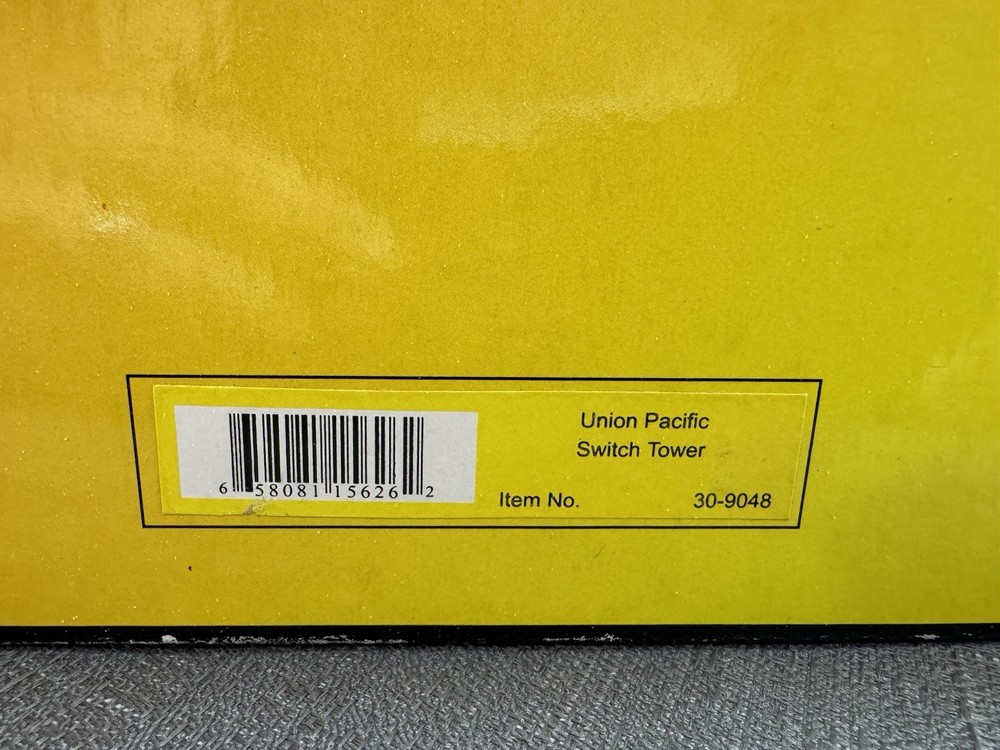 Union Pacific
Switch Tower
Item No. 30-9048
6 58081 15626 2